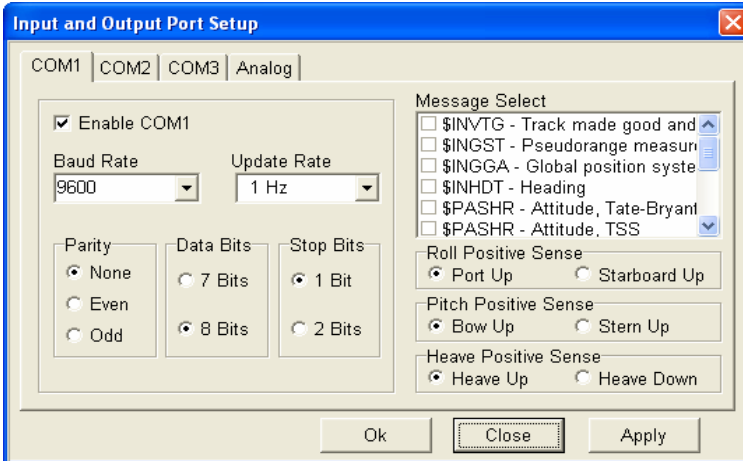 Input and Output Port Setup
COM1 COM2 COM3 Analog
Enable COM1
Baud Rate
9600
Update Rate
1 Hz
Parity
None
Even
Odd
Data Bits
7 Bits
8 Bits
Stop Bits
1 Bit
2 Bits
Message Select
$INVTG - Track made good and
$INGST - Pseudorange measure
$INGGA - Global position syste
$INHDT - Heading
$PASHR - Attitude, Tate-Bryant
$PASHR - Attitude, TSS
Roll Positive Sense
Port Up Starboard Up
Pitch Positive Sense
Bow Up Stern Up
Heave Positive Sense
Heave Up Heave Down
Ok Close Apply